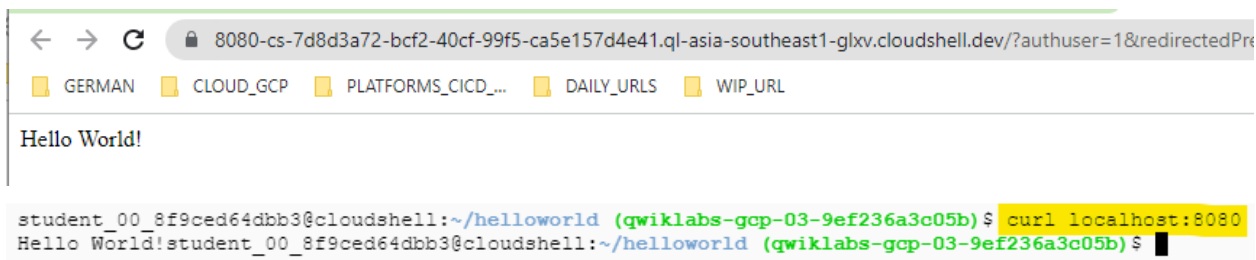 8080-cs-7d8d3a72-bcf2-40cf-99f5-ca5e157d4e41.ql-asia-southeast1-glxv.cloudshell.dev/?authuser=1&redirectedPre
GERMAN CLOUD_GCP PLATFORMS_CICD_... DAILY_URLS WIP_URL
Hello World!
student_00_8f9ced64dbb3@cloudshell:~/helloworld (qwiklabs-gcp-03-9ef236a3c05b)$ curl localhost:8080
Hello World!student_00_8f9ced64dbb3@cloudshell:~/helloworld (qwiklabs-gcp-03-9ef236a3c05b)$